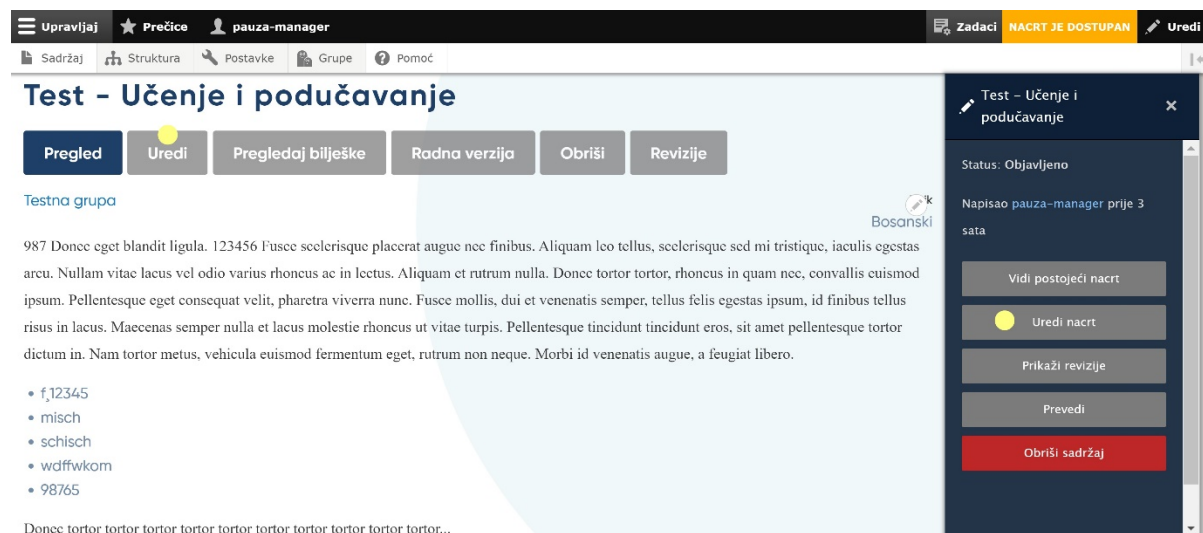 Upravljaj Prečice pauza-manager Zadaci NACRT JE DOSTUPAN Uredi
Sadržaj Struktura Postavke Grupe Pomoć
Test – Učenje i podučavanje
Pregled Uredi Pregledaj bilješke Radna verzija Obriši Revizije
Testna grupa
Bosanski
987 Donec eget blandit ligula. 123456 Fusce scelerisque placerat augue nec finibus. Aliquam leo tellus, scelerisque sed mi tristique, iaculis egestas
arcu. Nullam vitae lacus vel odio varius rhoncus ac in lectus. Aliquam et rutrum nulla. Donec tortor tortor, rhoncus in quam nec, convallis euismod
ipsum. Pellentesque eget consequat velit, pharetra viverra nunc. Fusce mollis, dui et venenatis semper, tellus felis egestas ipsum, id finibus tellus
risus in lacus. Maecenas semper nulla et lacus molestie rhoncus ut vitae turpis. Pellentesque tincidunt tincidunt eros, sit amet pellentesque tortor
dictum in. Nam tortor metus, vehicula euismod fermentum eget, rutrum non neque. Morbi id venenatis augue, a feugiat libero.
• f¸12345
• misch
• schisch
• wdffwkom
• 98765
Donec tortor tortor tortor tortor tortor tortor tortor tortor tortor tortor...
Test – Učenje i
podučavanje
Status: Objavljeno
Napisao pauza-manager prije 3
sata
Vidi postojeći nacrt
Uredi nacrt
Prikaži revizije
Prevedi
Obriši sadržaj